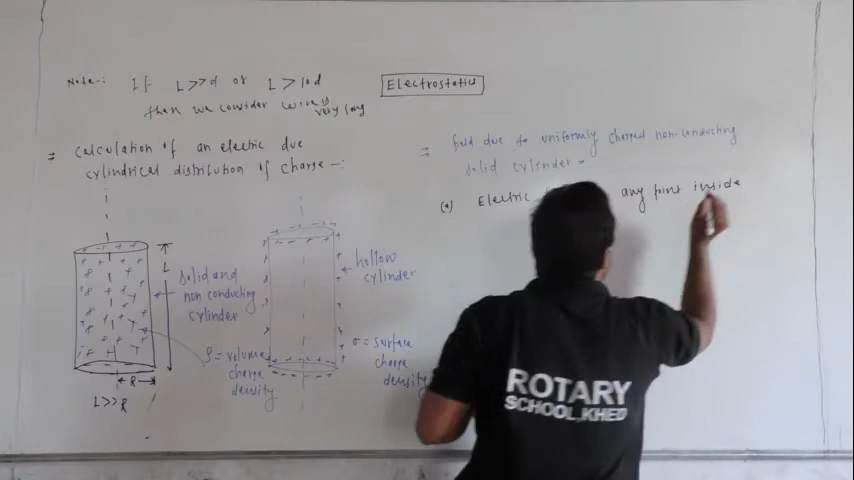 Note:- If L>>d or L>10d
then we consider wire is very long
Electrostatics
= calculation of an electric due
cylindrical distribution of charge -:
L
solid and
non conducting
cylinder
ρ = volume
charge
density
R
L>>R
hollow
cylinder
σ = surface
charge
density
= field due to uniformly charged non-conducting
solid cylinder -
(a) Electric any point inside
ROTARY
SCHOOL,KHED